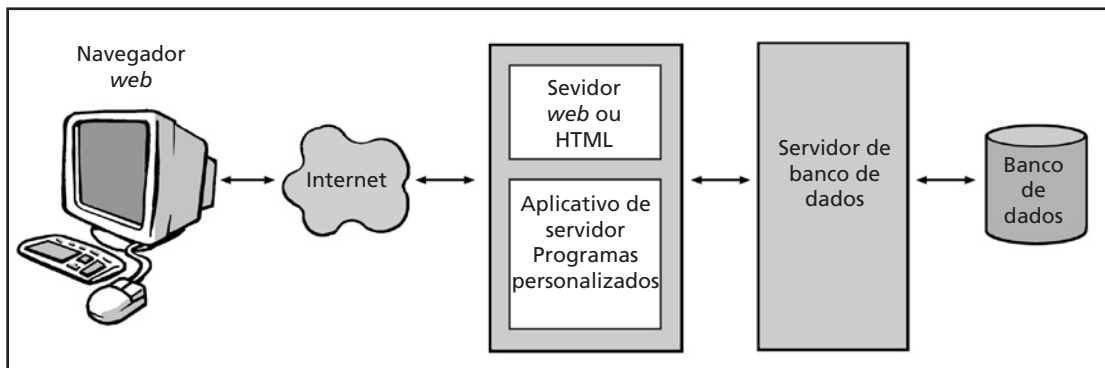 Navegador
web
Internet
Sevidor
web ou
HTML
Aplicativo de
servidor
Programas
personalizados
Servidor de
banco de
dados
Banco
de
dados